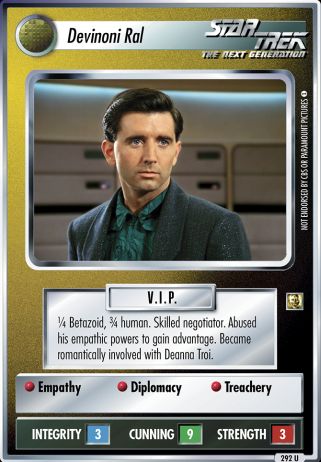 Devinoni Ral
STAR TREK
THE NEXT GENERATION
NOT ENDORSED BY CBS OR PARAMOUNT PICTURES
V.I.P.
¼ Betazoid, ¾ human. Skilled negotiator. Abused
his empathic powers to gain advantage. Became
romantically involved with Deanna Troi.
Empathy Diplomacy Treachery
INTEGRITY 3 CUNNING 9 STRENGTH 3
292 U